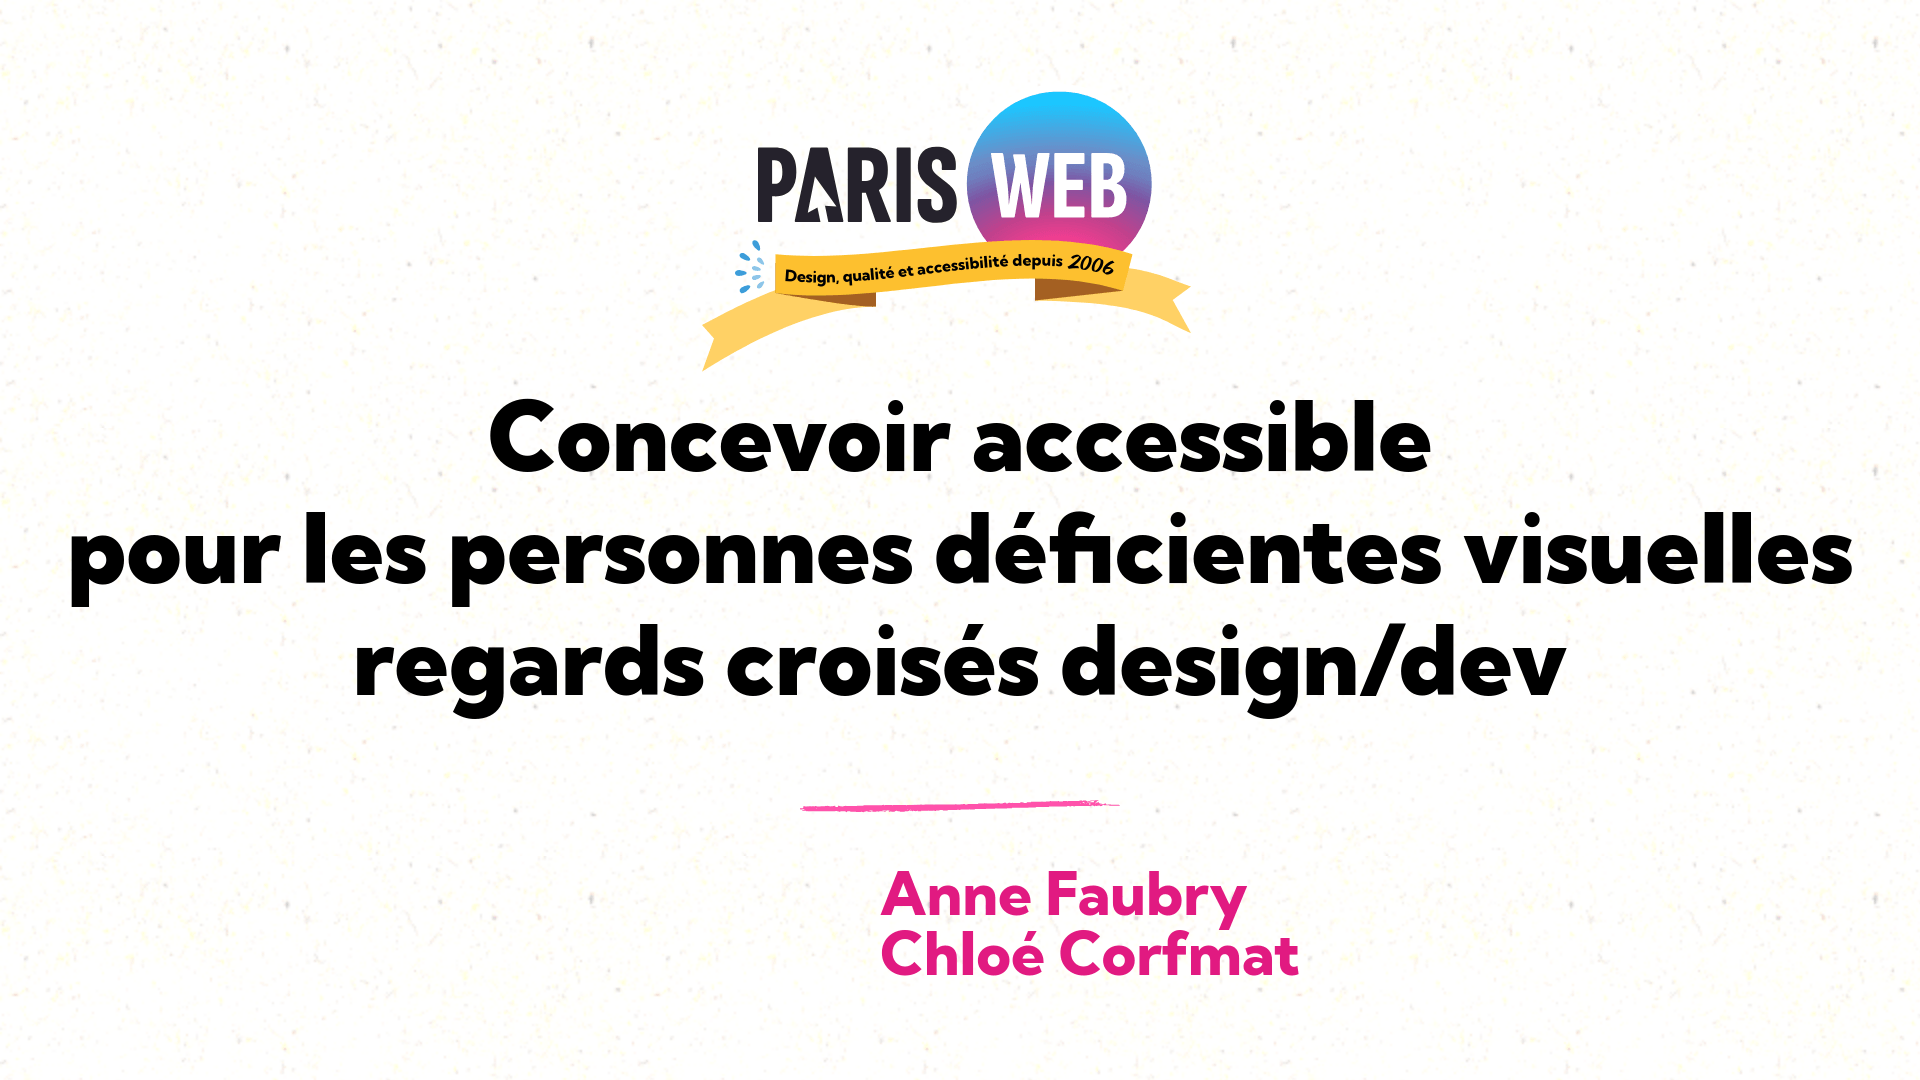 PARIS WEB
Design, qualité et accessibilité depuis 2006
Concevoir accessible
pour les personnes déficientes visuelles
regards croisés design/dev
Anne Faubry
Chloé Corfmat